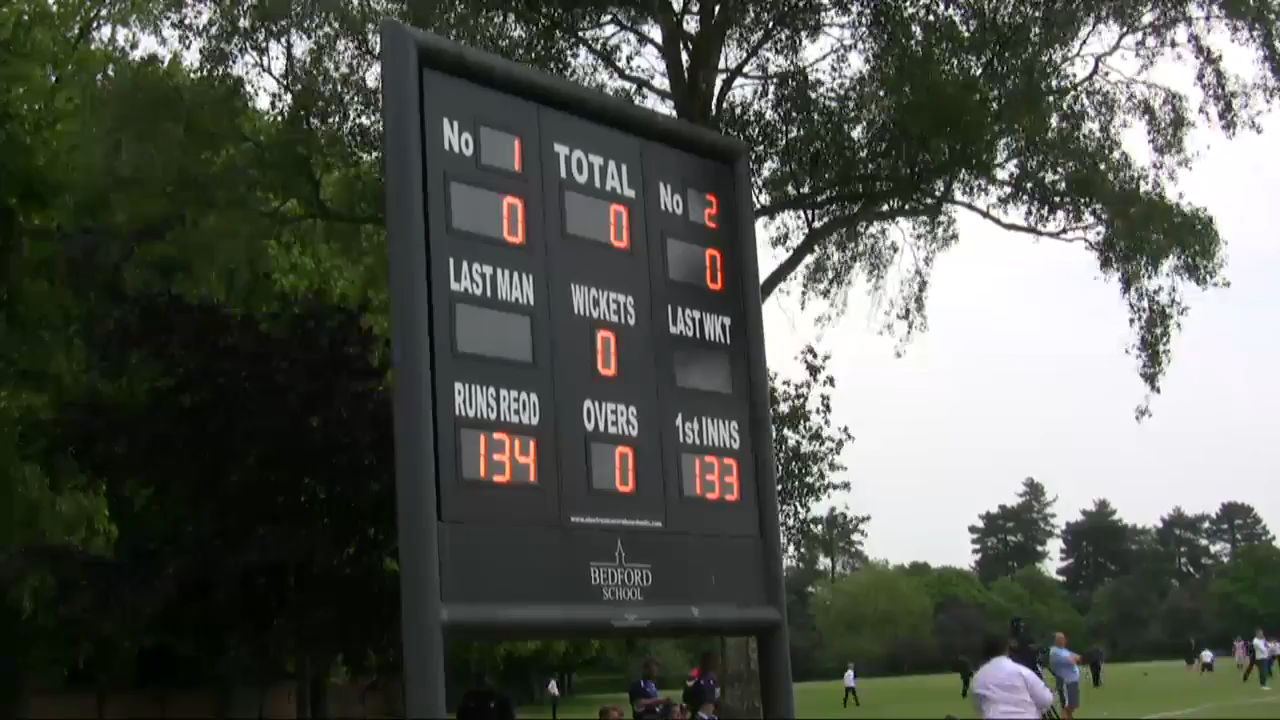 No 1
TOTAL
No 2
0
0
0
LAST MAN
WICKETS
LAST WKT
0
RUNS REQD
OVERS
1st INNS
134
0
133
BEDFORD
SCHOOL